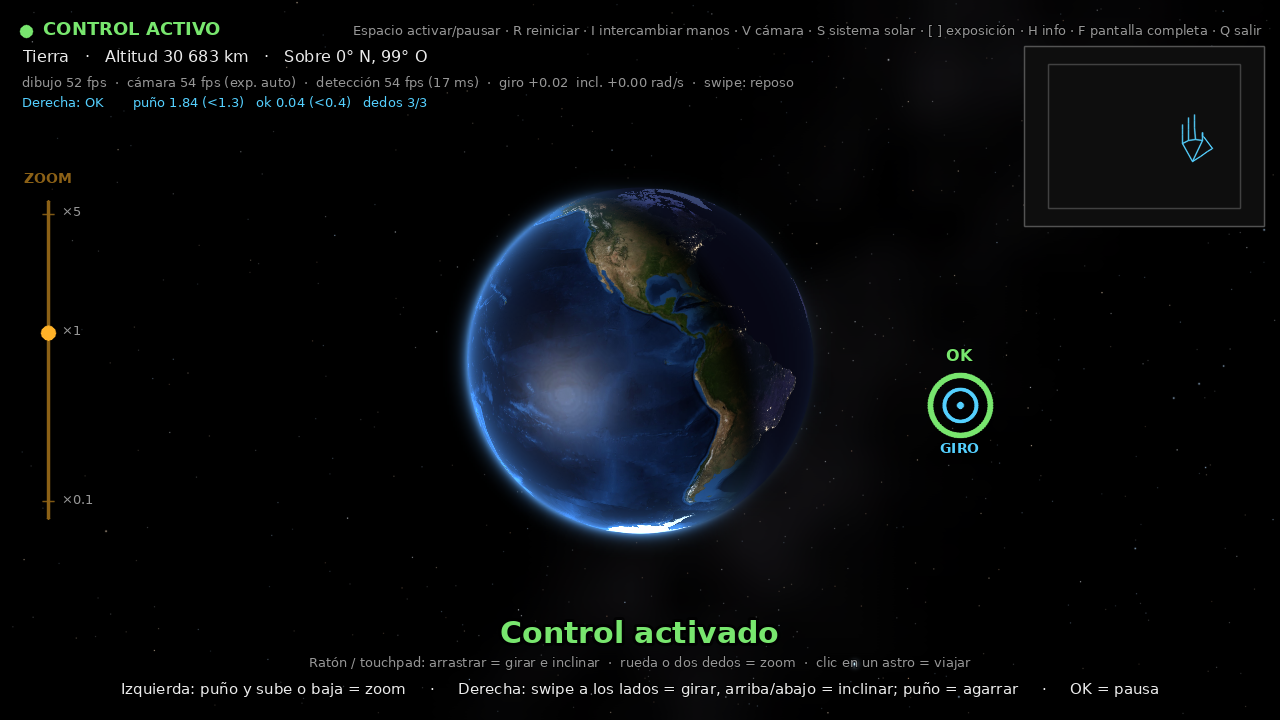 ● CONTROL ACTIVO
Espacio activar/pausar · R reiniciar · I intercambiar manos · V cámara · S sistema solar · [ ] exposición · H info · F pantalla completa · Q salir
Tierra · Altitud 30 683 km · Sobre 0° N, 99° O
dibujo 52 fps · cámara 54 fps (exp. auto) · detección 54 fps (17 ms) · giro +0.02 incl. +0.00 rad/s · swipe: reposo
Derecha: OK puño 1.84 (<1.3) ok 0.04 (<0.4) dedos 3/3
ZOOM
×5
×1
×0.1
OK
GIRO
Control activado
Ratón / touchpad: arrastrar = girar e inclinar · rueda o dos dedos = zoom · clic en un astro = viajar
Izquierda: puño y sube o baja = zoom · Derecha: swipe a los lados = girar, arriba/abajo = inclinar; puño = agarrar · OK = pausa